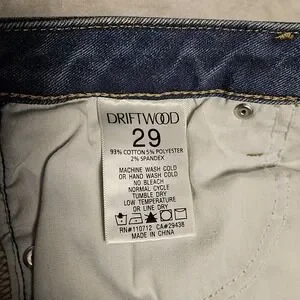 DRIFTWOOD
29
93% COTTON 5% POLYESTER
2% SPANDEX
MACHINE WASH COLD
OR HAND WASH COLD
NO BLEACH
NORMAL CYCLE
TUMBLE DRY
LOW TEMPERATURE
OR LINE DRY
RN#110712 CA#29438
MADE IN CHINA